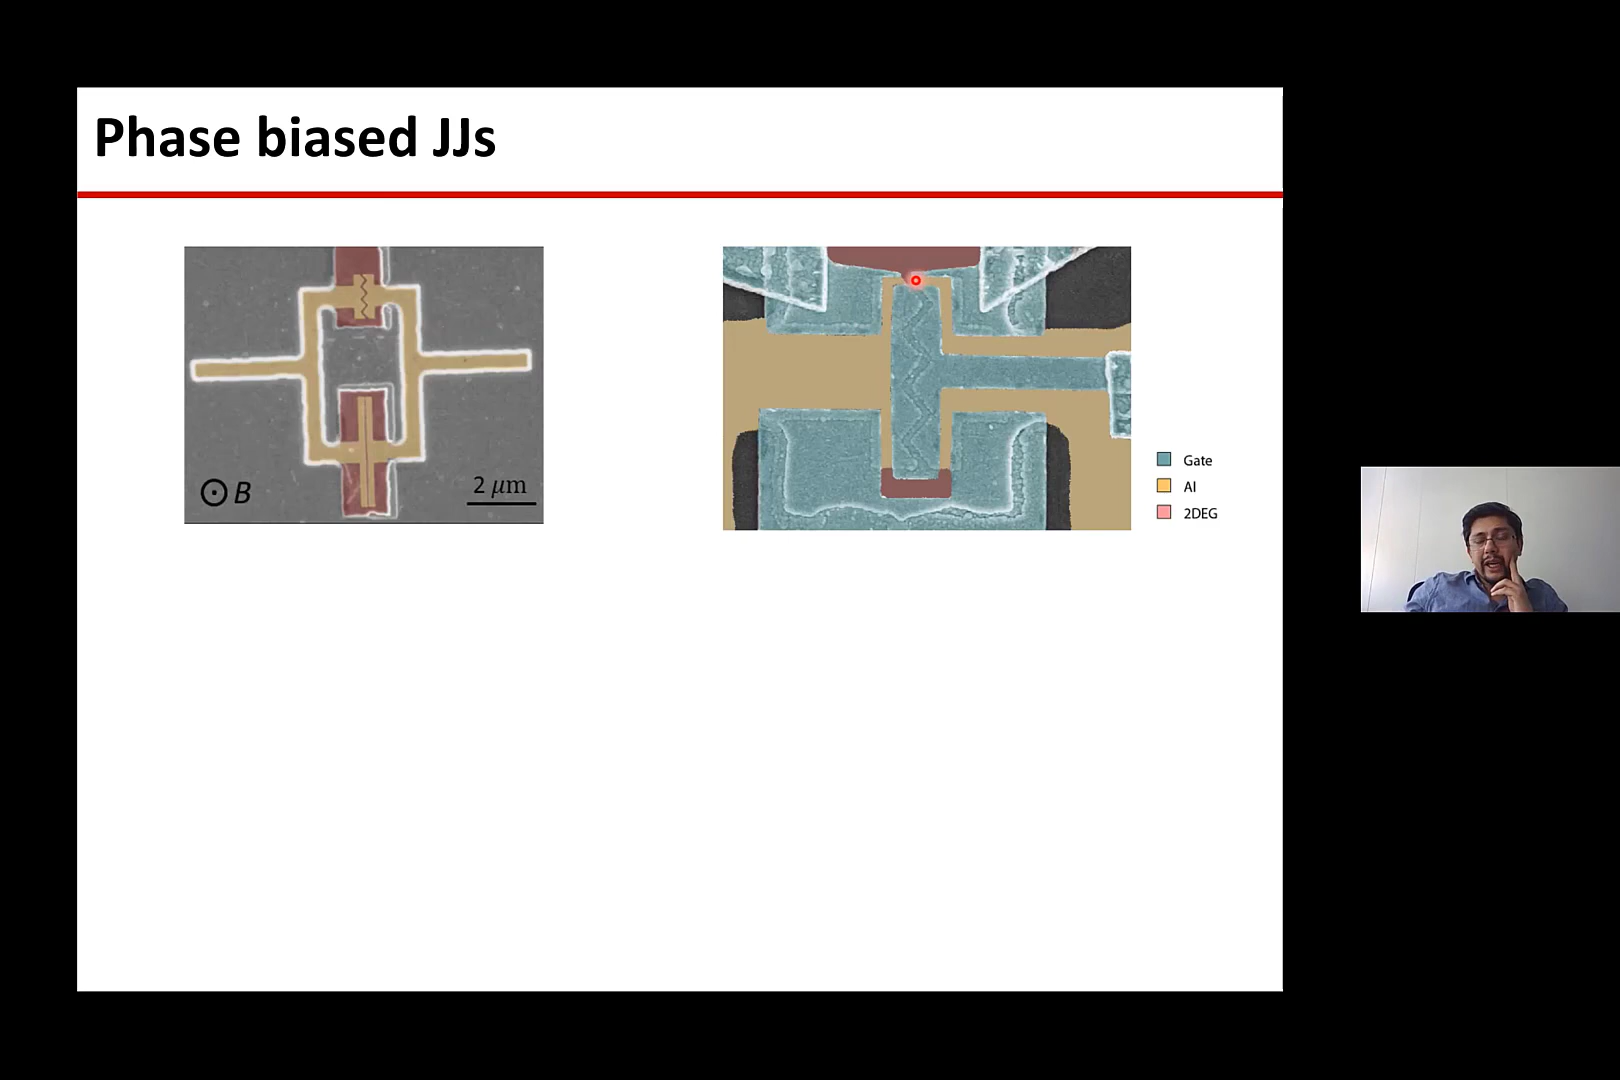 Phase biased JJs
B
2 μm
Gate
Al
2DEG